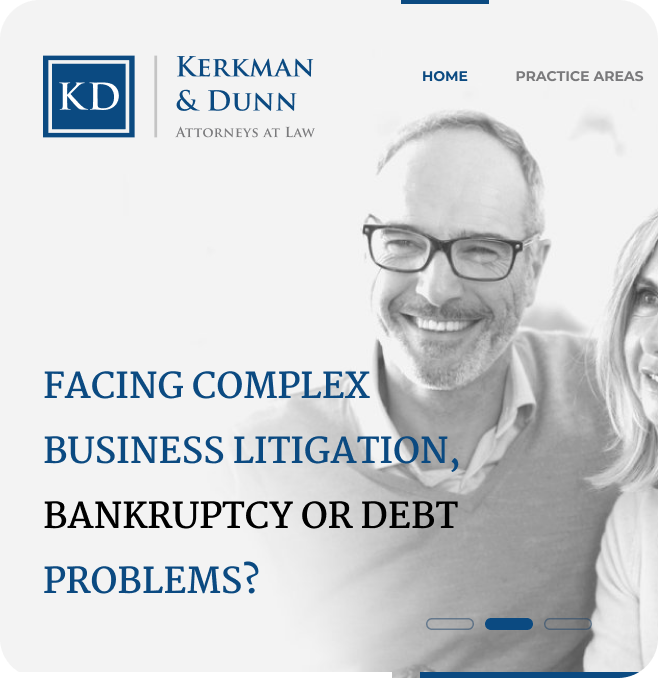 KD
KERKMAN
& DUNN
ATTORNEYS AT LAW
HOME PRACTICE AREAS
FACING COMPLEX
BUSINESS LITIGATION,
BANKRUPTCY OR DEBT
PROBLEMS?